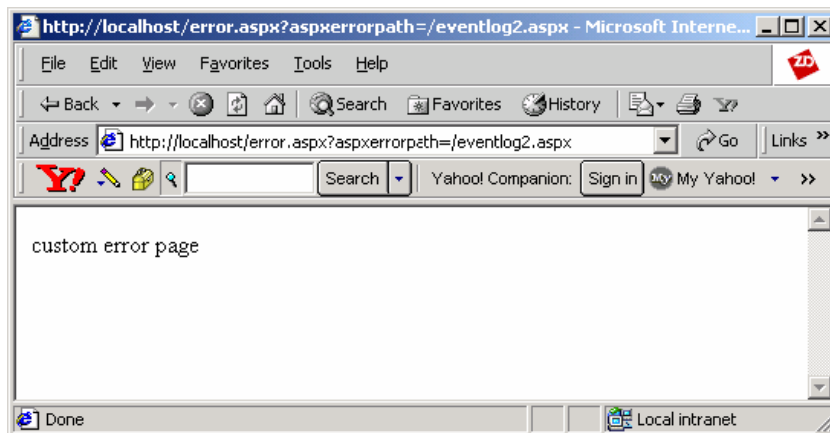 http://localhost/error.aspx?aspxerrorpath=/eventlog2.aspx - Microsoft Interne...
File Edit View Favorites Tools Help
ZD
Back Search Favorites History
Address http://localhost/error.aspx?aspxerrorpath=/eventlog2.aspx Go Links »
Y! Search Yahoo! Companion: Sign in My My Yahoo! »
custom error page
Done Local intranet